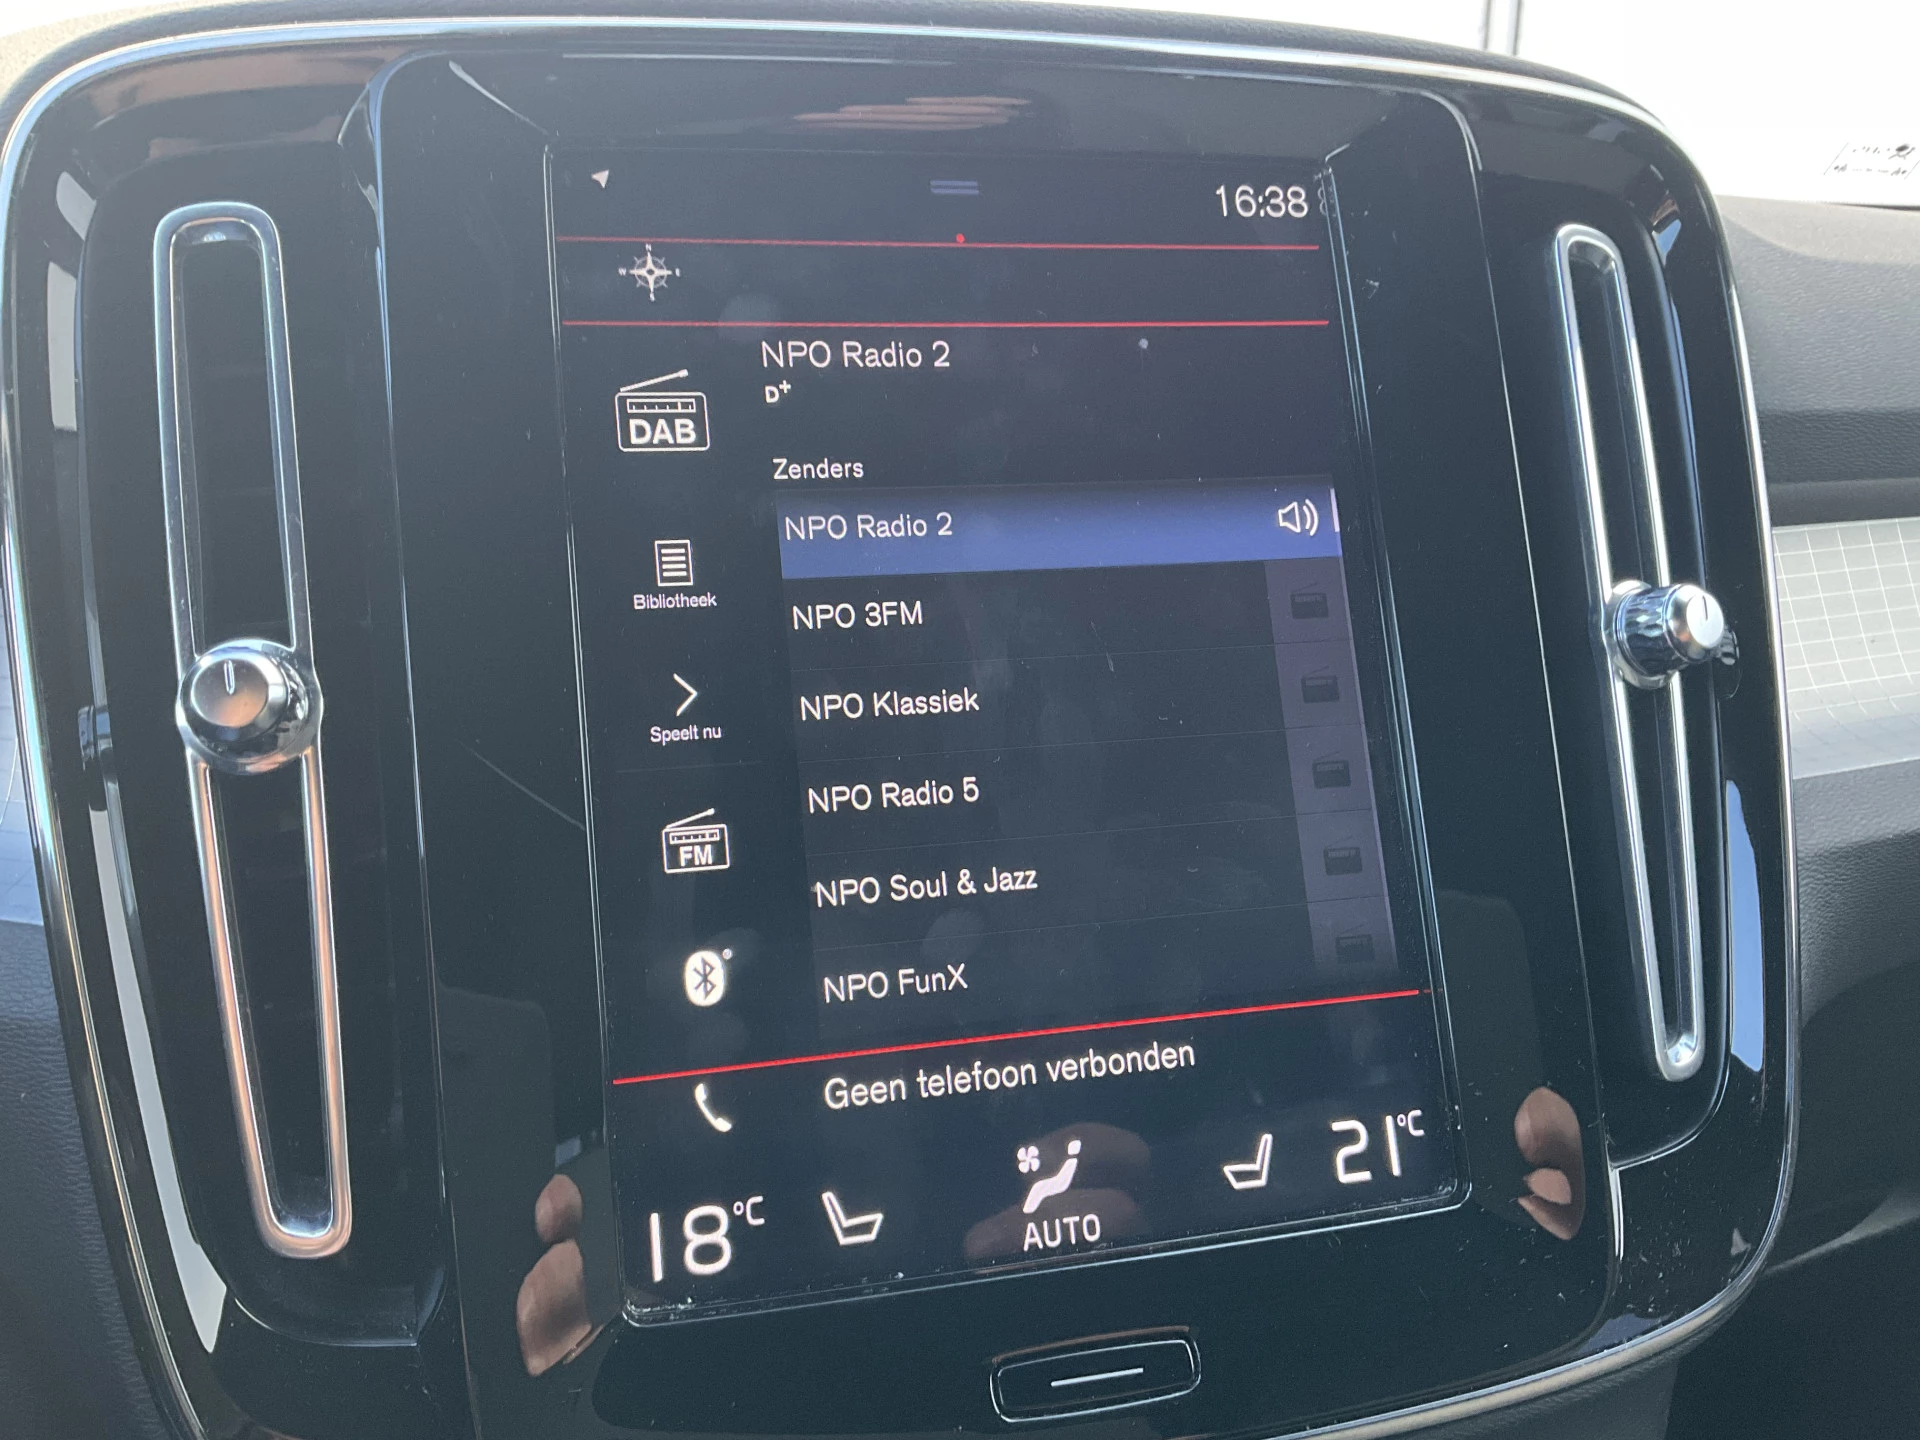 16:38
N
W E
NPO Radio 2
D+
DAB
Zenders
NPO Radio 2
Bibliotheek
NPO 3FM
NPO Klassiek
Speelt nu
NPO Radio 5
FM
NPO Soul & Jazz
NPO FunX
Geen telefoon verbonden
18°C
AUTO
21°C